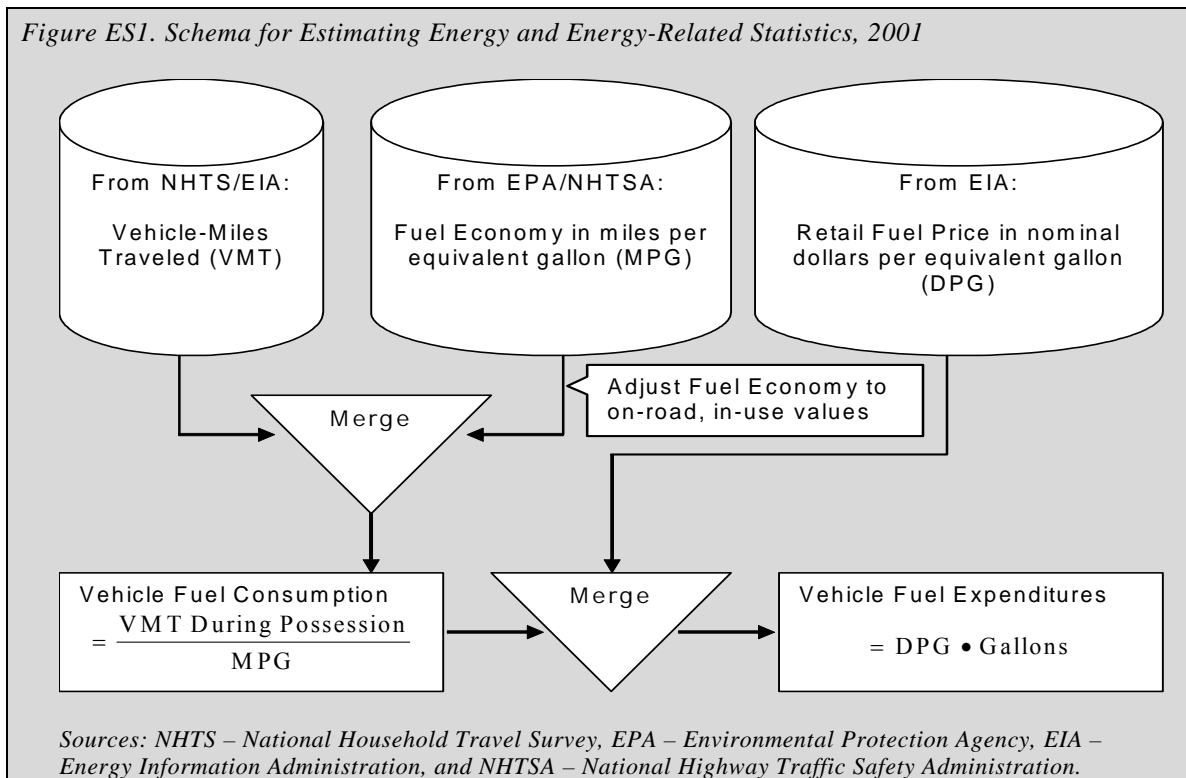 Figure ES1. Schema for Estimating Energy and Energy-Related Statistics, 2001
From NHTS/EIA:
Vehicle-Miles
Traveled (VMT)
From EPA/NHTSA:
Fuel Economy in miles per
equivalent gallon (MPG)
From EIA:
Retail Fuel Price in nominal
dollars per equivalent gallon
(DPG)
Adjust Fuel Economy to
on-road, in-use values
Merge
Vehicle Fuel Consumption
= VMT During Possession
MPG
Merge
Vehicle Fuel Expenditures
= DPG • Gallons
Sources: NHTS – National Household Travel Survey, EPA – Environmental Protection Agency, EIA –
Energy Information Administration, and NHTSA – National Highway Traffic Safety Administration.